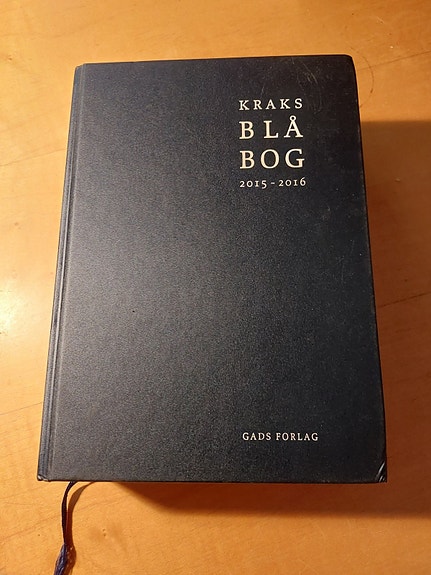 KRAKS
BLÅ
BOG
2015-2016
GADS FORLAG